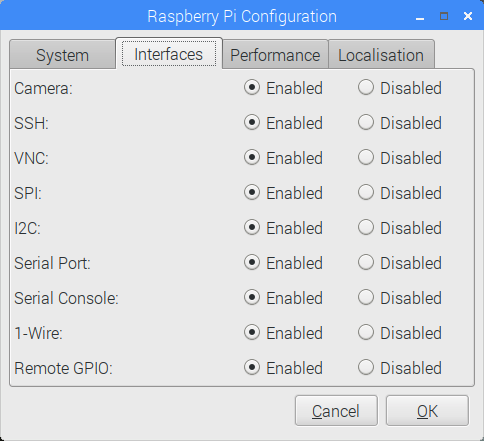 Raspberry Pi Configuration
System Interfaces Performance Localisation
Camera: Enabled Disabled
SSH: Enabled Disabled
VNC: Enabled Disabled
SPI: Enabled Disabled
I2C: Enabled Disabled
Serial Port: Enabled Disabled
Serial Console: Enabled Disabled
1-Wire: Enabled Disabled
Remote GPIO: Enabled Disabled
Cancel OK